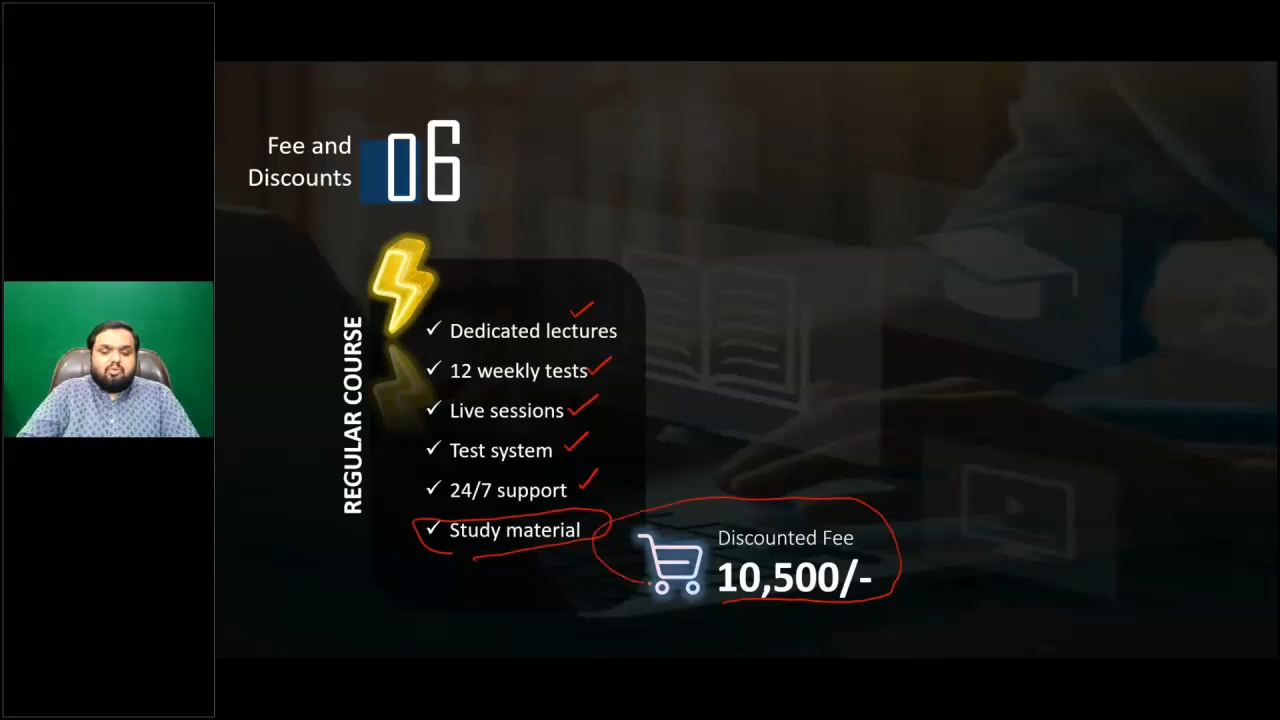 Fee and
Discounts
06
REGULAR COURSE
✓ Dedicated lectures
✓ 12 weekly tests
✓ Live sessions
✓ Test system
✓ 24/7 support
✓ Study material
Discounted Fee
10,500/-